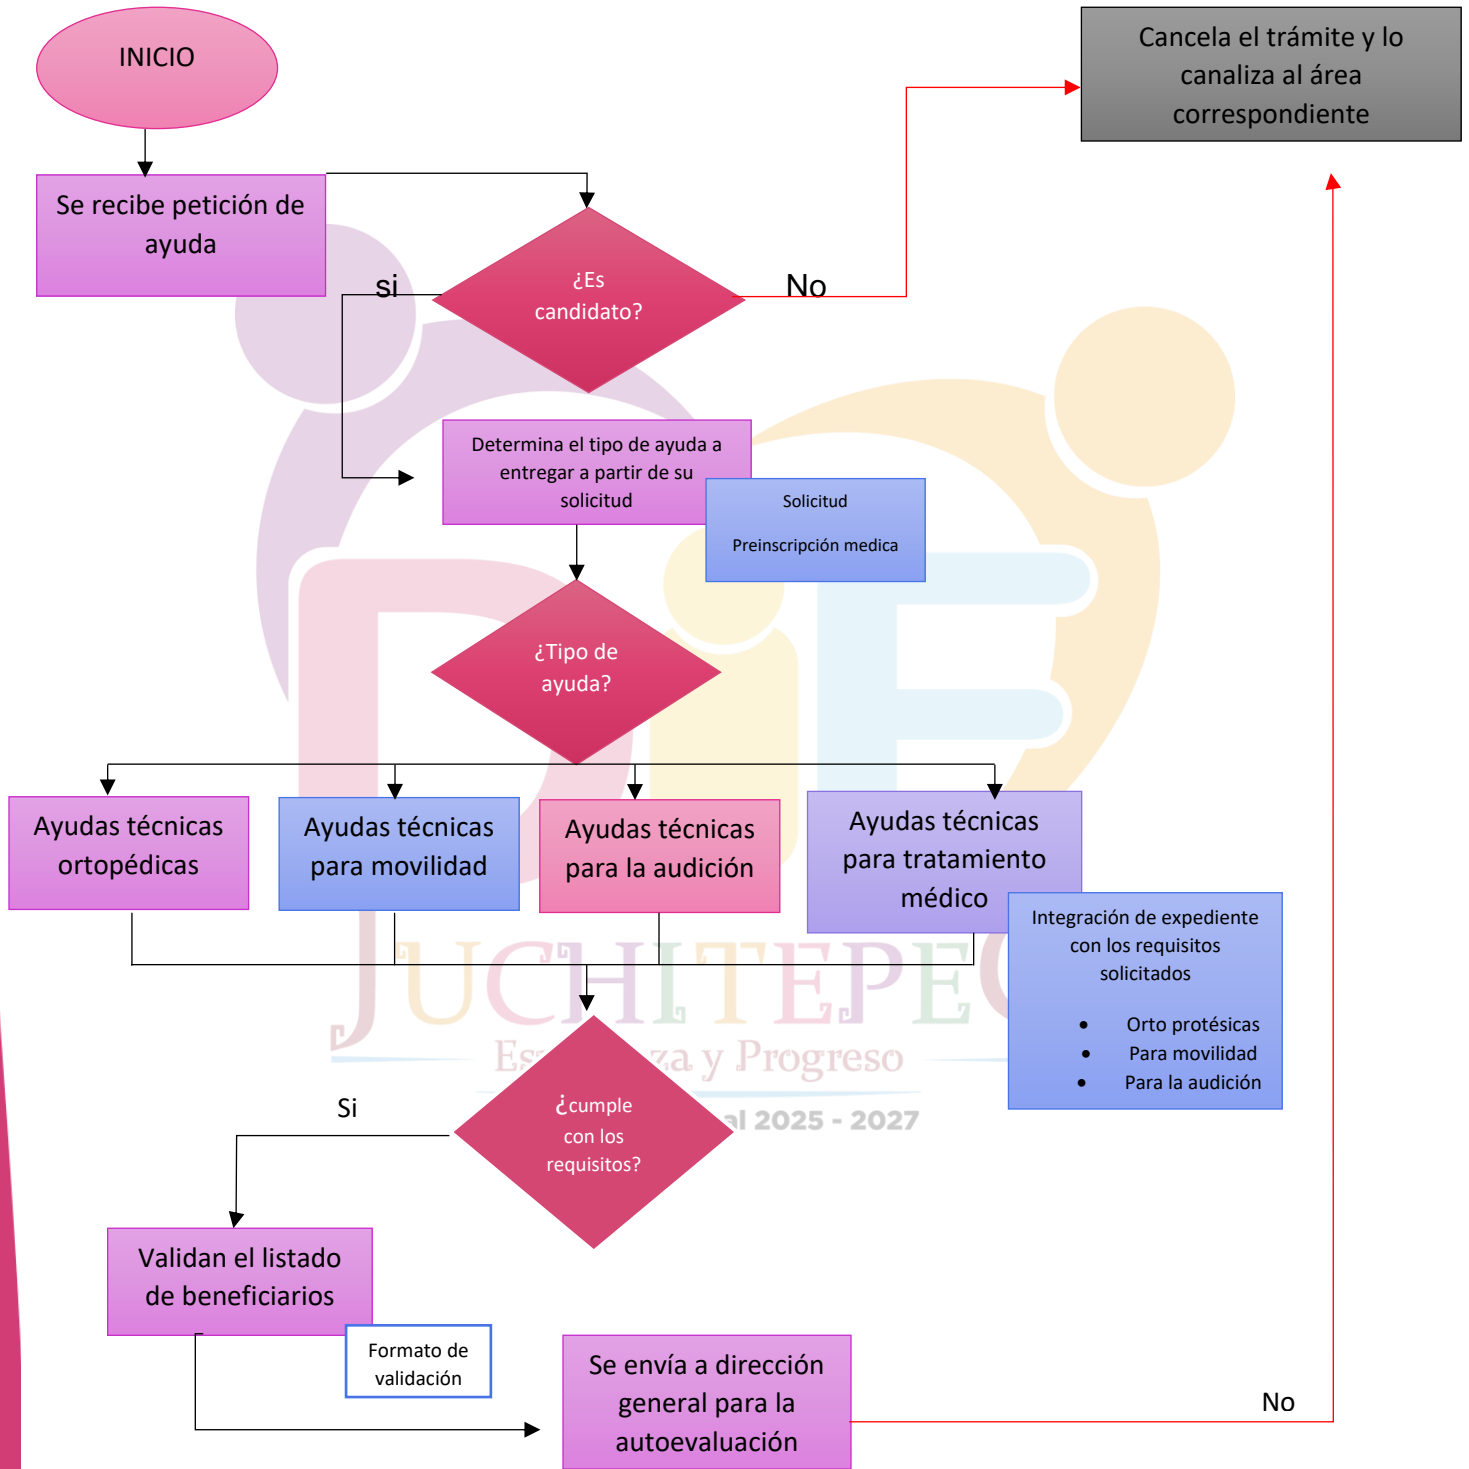 INICIO
Cancela el trámite y lo
canaliza al área
correspondiente
Se recibe petición de
ayuda
¿Es
candidato?
si
No
Determina el tipo de ayuda a
entregar a partir de su
solicitud
Solicitud
Preinscripción medica
¿Tipo de
ayuda?
DiF
Ayudas técnicas
ortopédicas
Ayudas técnicas
para movilidad
Ayudas técnicas
para la audición
Ayudas técnicas
para tratamiento
médico
Integración de expediente
con los requisitos
solicitados
• Orto protésicas
• Para movilidad
• Para la audición
JUCHITEPEC
y Progreso
2025 - 2027
¿cumple
con los
requisitos?
Si
Validan el listado
de beneficiarios
Formato de
validación
Se envía a dirección
general para la
autoevaluación
No